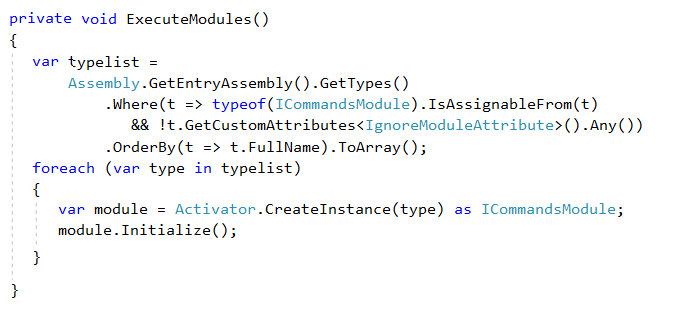 private void ExecuteModules()
{
var typelist =
Assembly.GetEntryAssembly().GetTypes()
.Where(t => typeof(ICommandsModule).IsAssignableFrom(t)
&& !t.GetCustomAttributes<IgnoreModuleAttribute>().Any())
.OrderBy(t => t.FullName).ToArray();
foreach (var type in typelist)
{
var module = Activator.CreateInstance(type) as ICommandsModule;
module.Initialize();
}
}